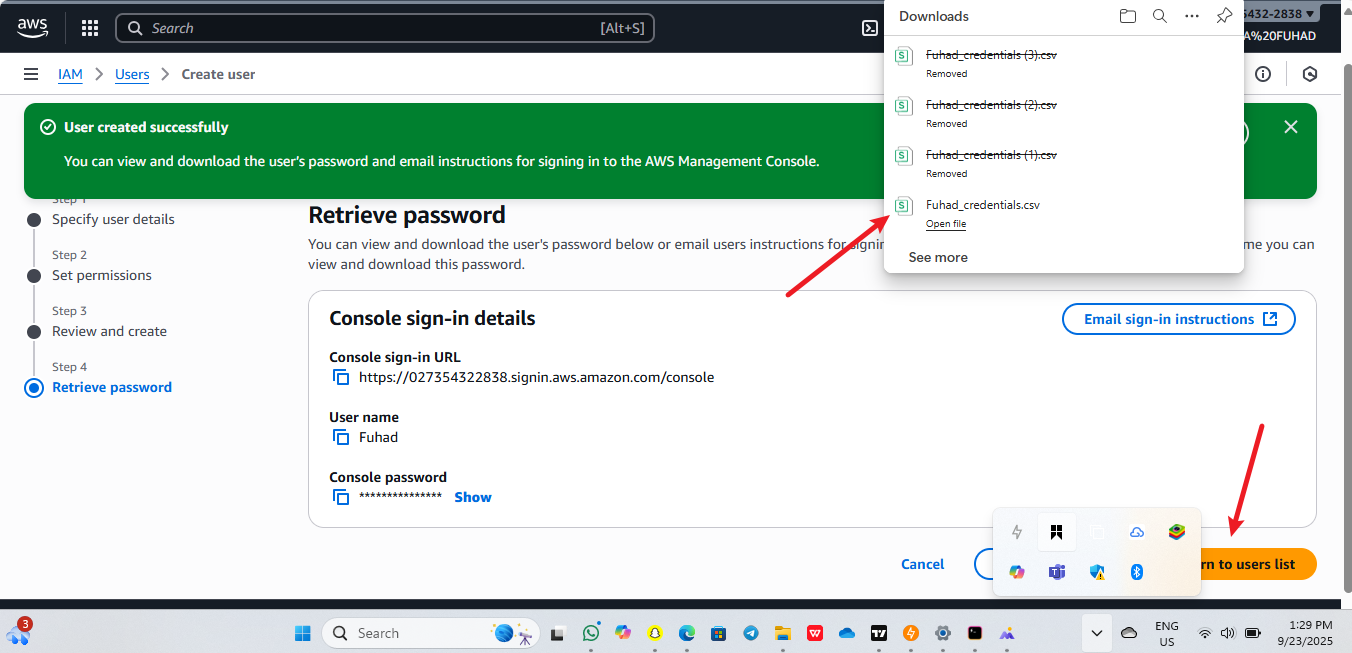 aws
Search
[Alt+S]
5432-2838
A%20FUHAD
IAM
Users
Create user
User created successfully
You can view and download the user's password and email instructions for signing in to the AWS Management Console.
Downloads
Fuhad_credentials (3).csv
Removed
Fuhad_credentials (2).csv
Removed
Fuhad_credentials (1).csv
Removed
Fuhad_credentials.csv
Open file
See more
Step 1
Specify user details
Step 2
Set permissions
Step 3
Review and create
Step 4
Retrieve password
Retrieve password
You can view and download the user's password below or email users instructions for signin
me you can
view and download this password.
Console sign-in details
Email sign-in instructions
Console sign-in URL
https://027354322838.signin.aws.amazon.com/console
User name
Fuhad
Console password
*************** Show
Cancel
rn to users list
3
Search
ENG
US
1:29 PM
9/23/2025